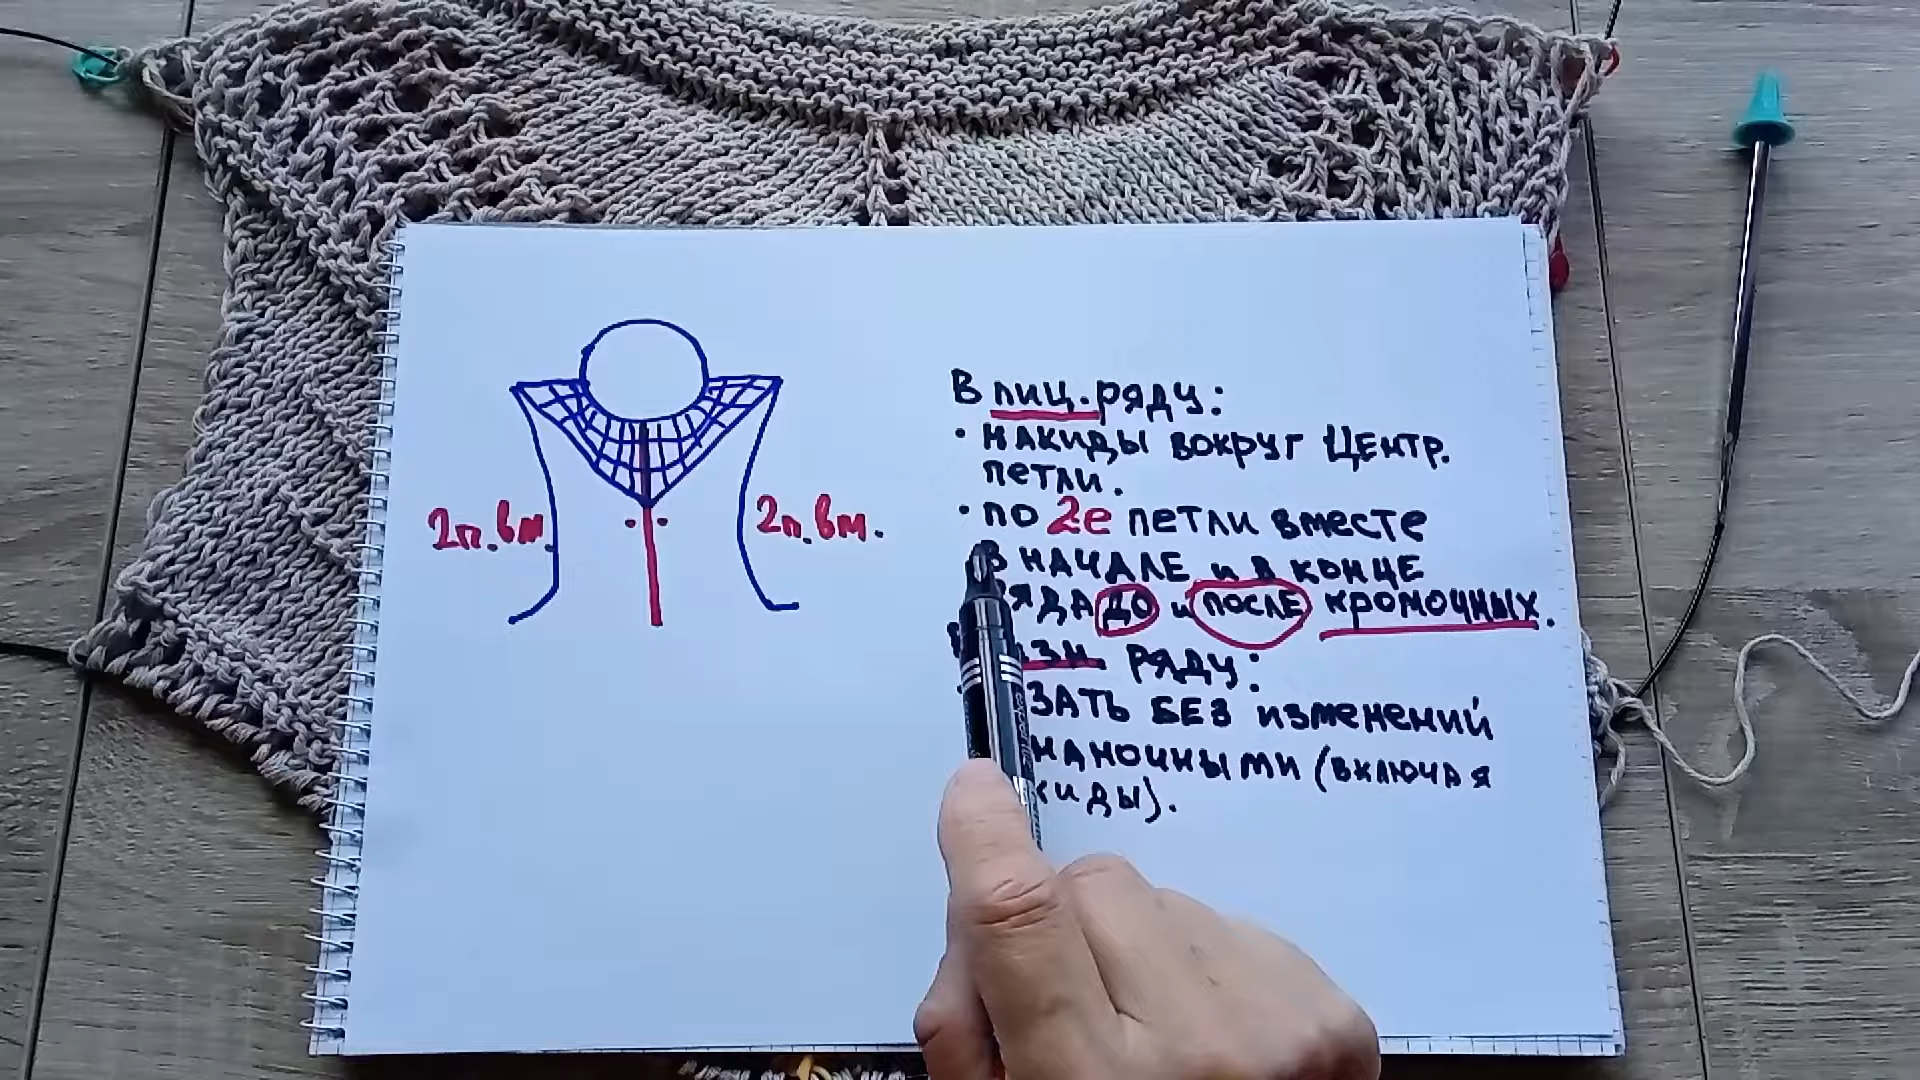 2п. вм.
2п. вм.
В лиц. ряду:
• накиды вокруг центр.
петли.
• по 2е петли вместе
в начале и в конце
ряда до и после кромочных.
ряду:
без изменений
(включая